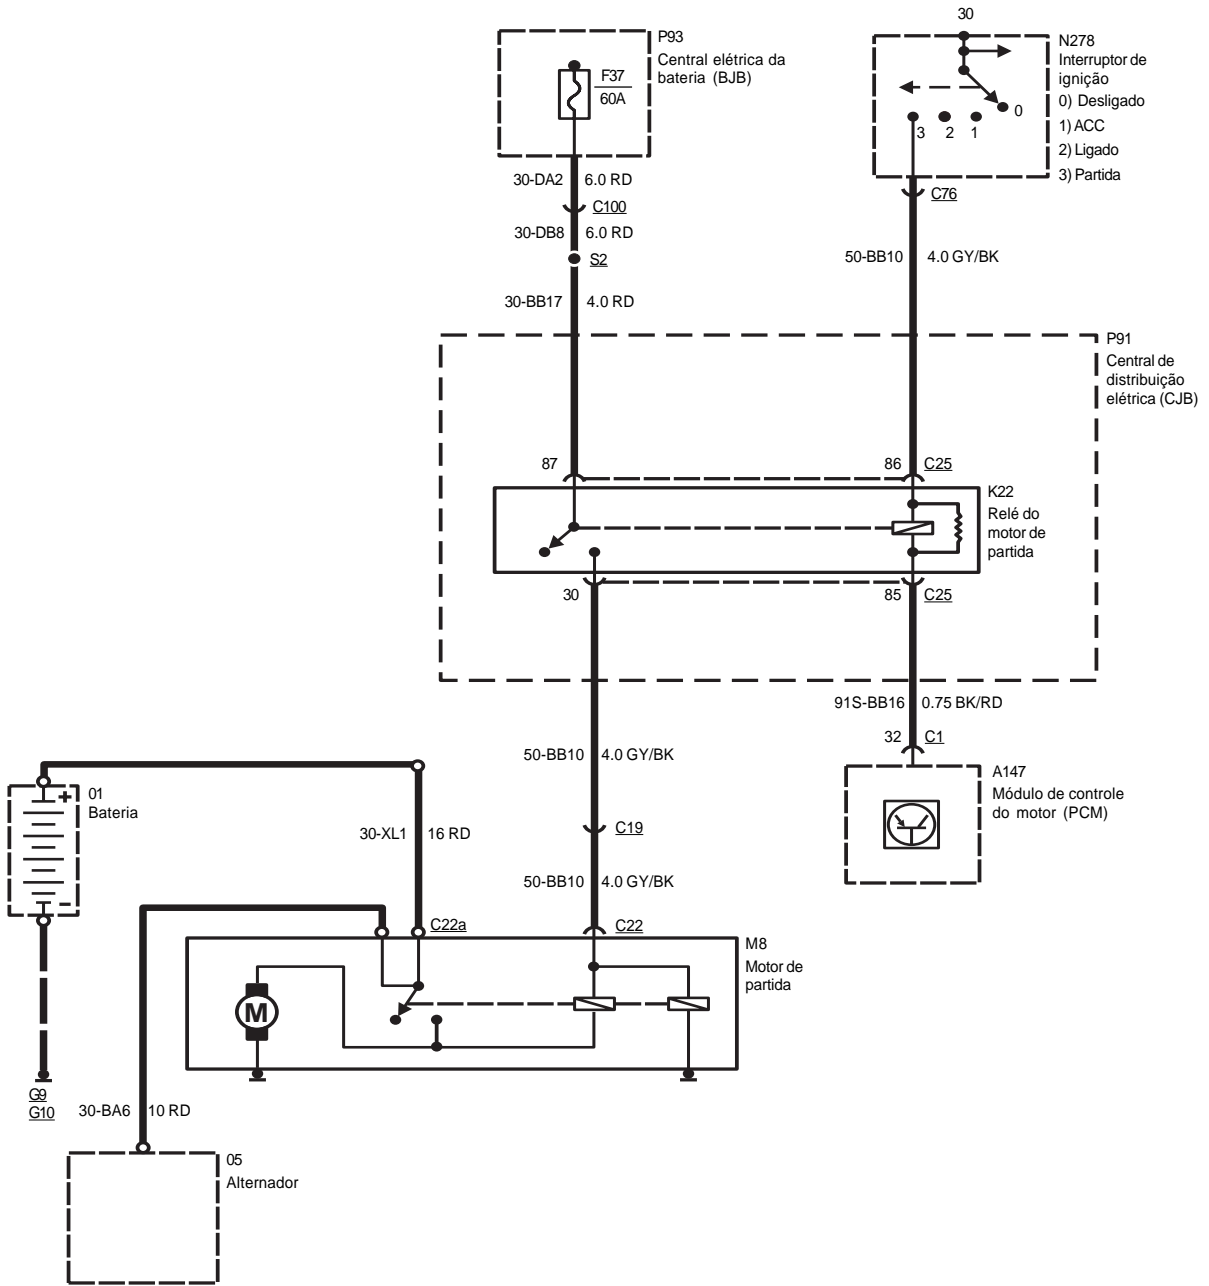 30
P93
Central elétrica da
bateria (BJB)
F37
60A
N278
Interruptor de
ignição
0) Desligado
1) ACC
2) Ligado
3) Partida
0
3 2 1
30-DA2 6.0 RD
C100
30-DB8 6.0 RD
S2
30-BB17 4.0 RD
C76
50-BB10 4.0 GY/BK
P91
Central de
distribuição
elétrica (CJB)
87
86 C25
K22
Relé do
motor de
partida
30
85 C25
91S-BB16 0.75 BK/RD
32 C1
A147
Módulo de controle
do motor (PCM)
50-BB10 4.0 GY/BK
C19
50-BB10 4.0 GY/BK
C22
01
Bateria
+
–
30-XL1 16 RD
C22a
M8
Motor de
partida
M
G9
G10
30-BA6 10 RD
05
Alternador